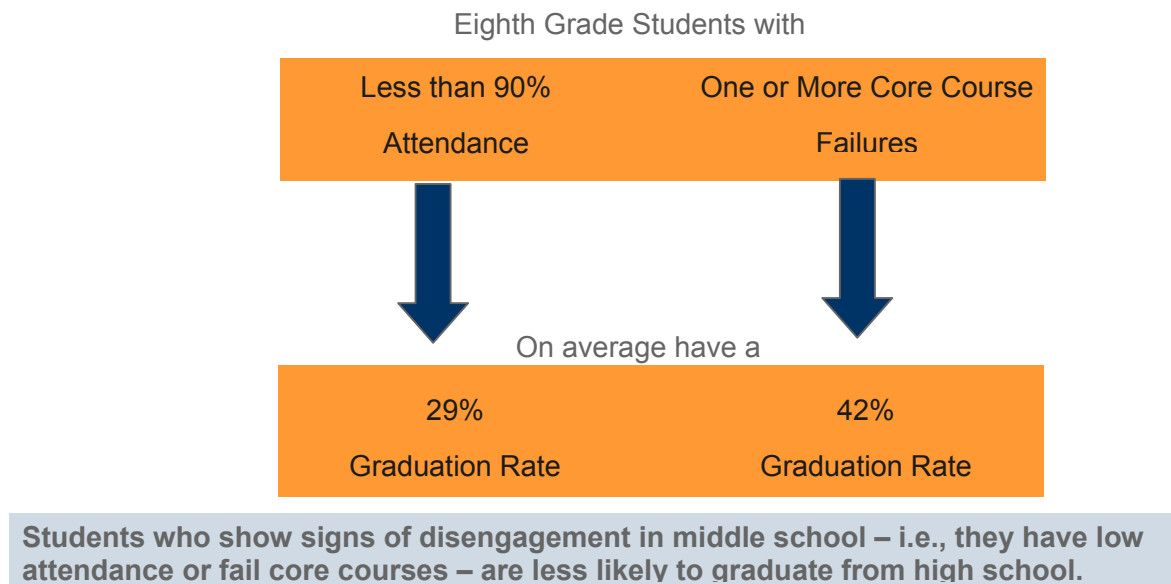 Eighth Grade Students with
Less than 90%
Attendance
One or More Core Course
Failures
On average have a
29%
Graduation Rate
42%
Graduation Rate
Students who show signs of disengagement in middle school – i.e., they have low
attendance or fail core courses – are less likely to graduate from high school.